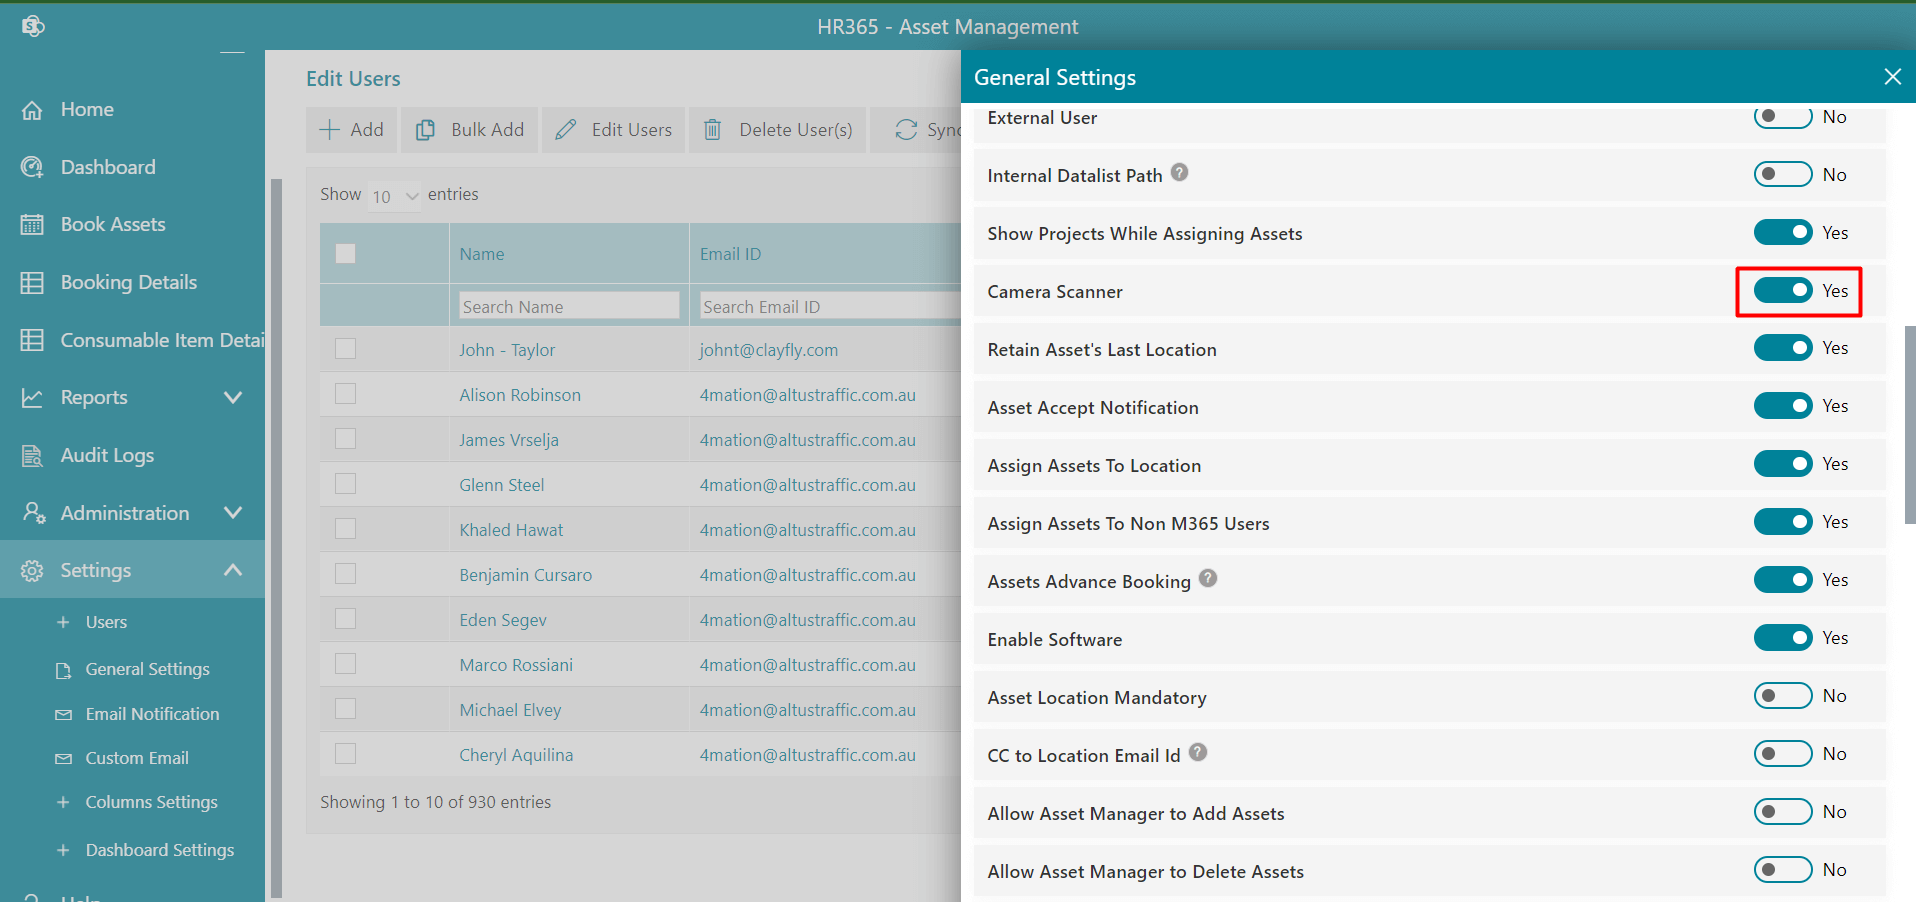 HR365 - Asset Management
Home
Dashboard
Book Assets
Booking Details
Consumable Item Detai
Reports
Audit Logs
Administration
Settings
Users
General Settings
Email Notification
Custom Email
Columns Settings
Dashboard Settings
Edit Users
Add
Bulk Add
Edit Users
Delete User(s)
Sync
Show 10 entries
Name Email ID
Search Name Search Email ID
John - Taylor johnt@clayfly.com
Alison Robinson 4mation@altustraffic.com.au
James Vrselja 4mation@altustraffic.com.au
Glenn Steel 4mation@altustraffic.com.au
Khaled Hawat 4mation@altustraffic.com.au
Benjamin Cursaro 4mation@altustraffic.com.au
Eden Segev 4mation@altustraffic.com.au
Marco Rossiani 4mation@altustraffic.com.au
Michael Elvey 4mation@altustraffic.com.au
Cheryl Aquilina 4mation@altustraffic.com.au
Showing 1 to 10 of 930 entries
General Settings
External User No
Internal Datalist Path ? No
Show Projects While Assigning Assets Yes
Camera Scanner Yes
Retain Asset's Last Location Yes
Asset Accept Notification Yes
Assign Assets To Location Yes
Assign Assets To Non M365 Users Yes
Assets Advance Booking ? Yes
Enable Software Yes
Asset Location Mandatory No
CC to Location Email Id ? No
Allow Asset Manager to Add Assets No
Allow Asset Manager to Delete Assets No